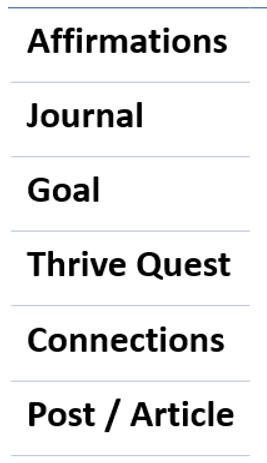 Affirmations
Journal
Goal
Thrive Quest
Connections
Post / Article